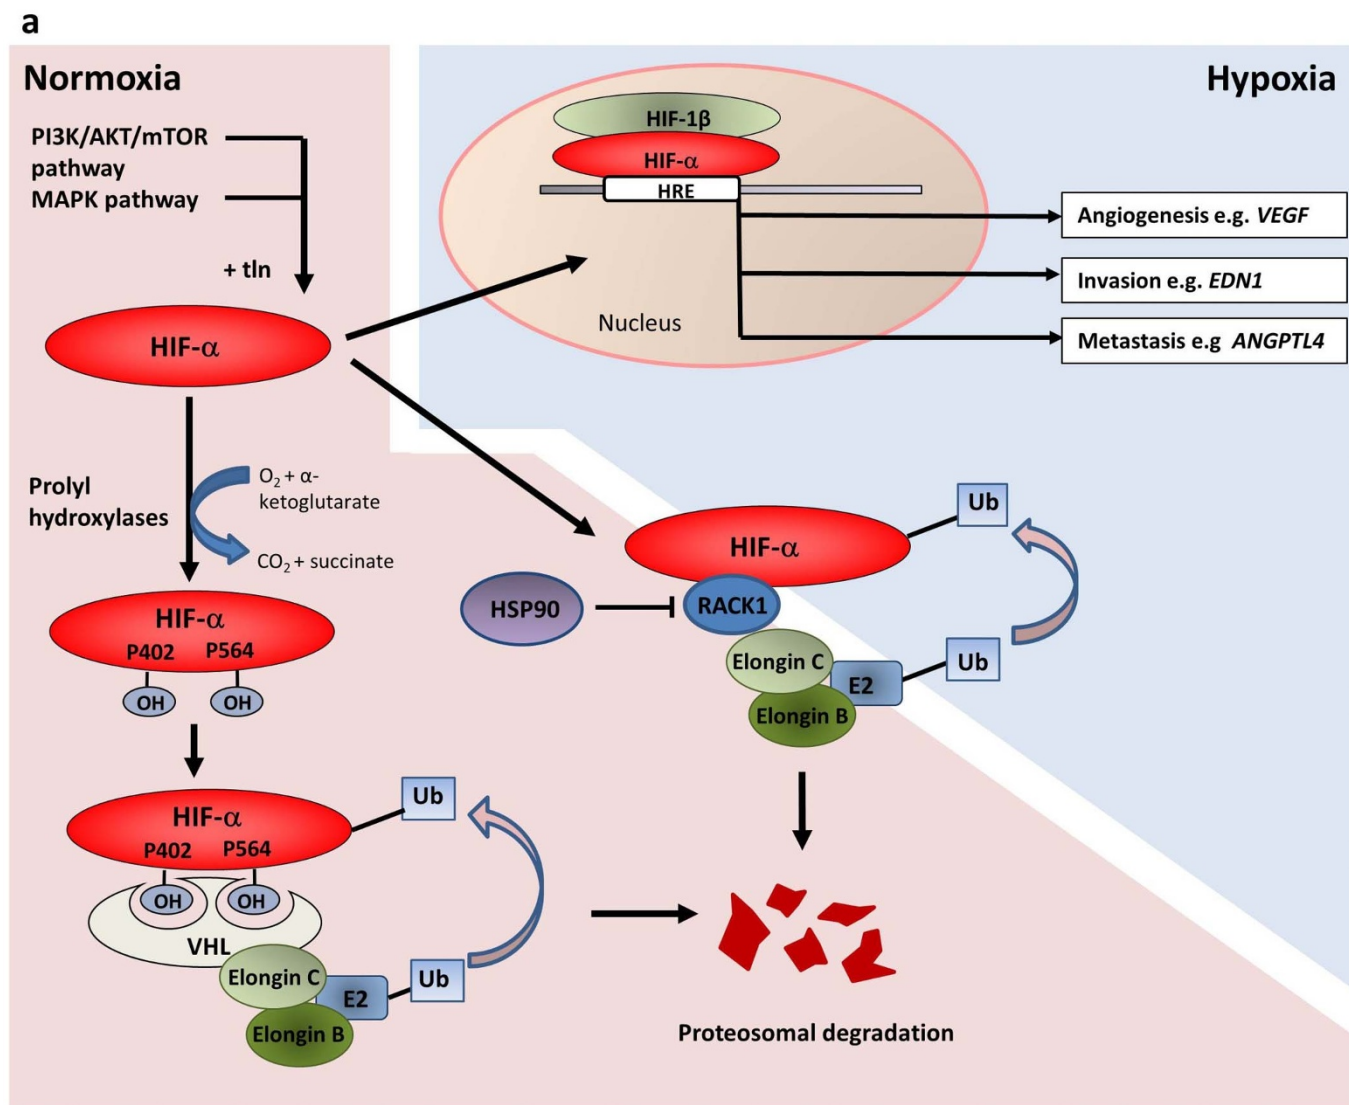 a
Normoxia
Hypoxia
PI3K/AKT/mTOR
pathway
MAPK pathway
+ tln
HIF-α
HIF-1β
HIF-α
HRE
Nucleus
Angiogenesis e.g. VEGF
Invasion e.g. EDN1
Metastasis e.g ANGPTL4
Prolyl
hydroxylases
O₂ + α-
ketoglutarate
CO₂ + succinate
HIF-α
P402 P564
OH OH
HIF-α
Ub
HSP90
RACK1
Elongin C
E2
Ub
Elongin B
HIF-α
P402 P564
OH OH
VHL
Ub
Elongin C
E2
Ub
Elongin B
Proteosomal degradation